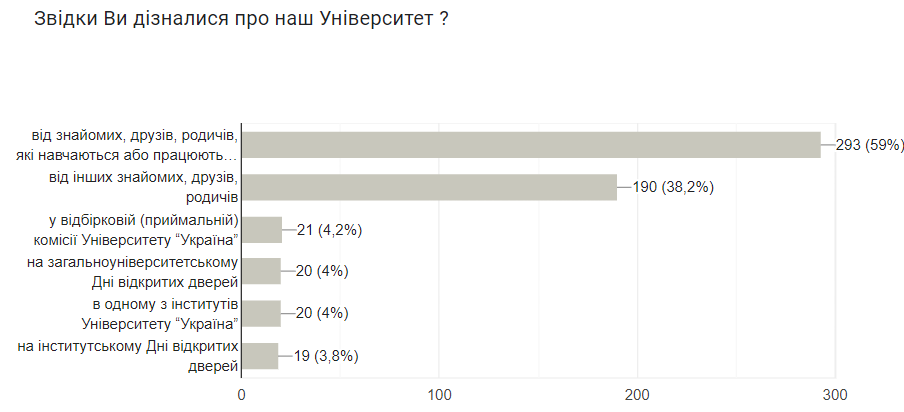 Звідки Ви дізналися про наш Університет ?
від знайомих, друзів, родичів,
які навчаються або працюють…
293 (59%)
від інших знайомих, друзів,
родичів
190 (38,2%)
у відбірковій (приймальній)
комісії Університету “Україна”
21 (4,2%)
на загальноуніверситетському
Дні відкритих дверей
20 (4%)
в одному з інститутів
Університету “Україна”
20 (4%)
на інститутському Дні відкритих
дверей
19 (3,8%)
0 100 200 300